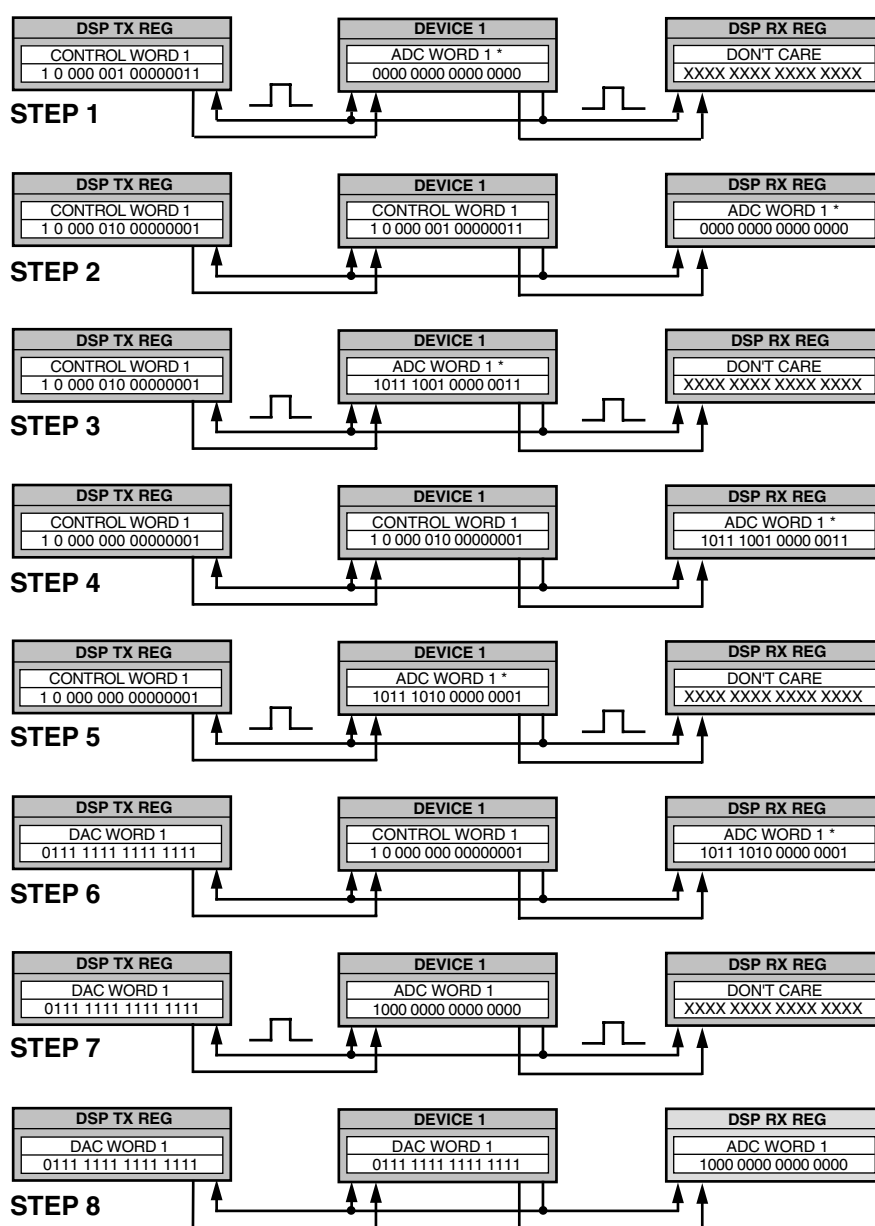 DSP TX REG
DEVICE 1
DSP RX REG
CONTROL WORD 1
ADC WORD 1 *
DON'T CARE
1 0 000 001 00000011
0000 0000 0000 0000
XXXX XXXX XXXX XXXX
STEP 1
DSP TX REG
DEVICE 1
DSP RX REG
CONTROL WORD 1
CONTROL WORD 1
ADC WORD 1 *
1 0 000 010 00000001
1 0 000 001 00000011
0000 0000 0000 0000
STEP 2
DSP TX REG
DEVICE 1
DSP RX REG
CONTROL WORD 1
ADC WORD 1 *
DON'T CARE
1 0 000 010 00000001
1011 1001 0000 0011
XXXX XXXX XXXX XXXX
STEP 3
DSP TX REG
DEVICE 1
DSP RX REG
CONTROL WORD 1
CONTROL WORD 1
ADC WORD 1 *
1 0 000 000 00000001
1 0 000 010 00000001
1011 1001 0000 0011
STEP 4
DSP TX REG
DEVICE 1
DSP RX REG
CONTROL WORD 1
ADC WORD 1 *
DON'T CARE
1 0 000 000 00000001
1011 1010 0000 0001
XXXX XXXX XXXX XXXX
STEP 5
DSP TX REG
DEVICE 1
DSP RX REG
DAC WORD 1
CONTROL WORD 1
ADC WORD 1 *
0111 1111 1111 1111
1 0 000 000 00000001
1011 1010 0000 0001
STEP 6
DSP TX REG
DEVICE 1
DSP RX REG
DAC WORD 1
ADC WORD 1
DON'T CARE
0111 1111 1111 1111
1000 0000 0000 0000
XXXX XXXX XXXX XXXX
STEP 7
DSP TX REG
DEVICE 1
DSP RX REG
DAC WORD 1
DAC WORD 1
ADC WORD 1
0111 1111 1111 1111
0111 1111 1111 1111
1000 0000 0000 0000
STEP 8